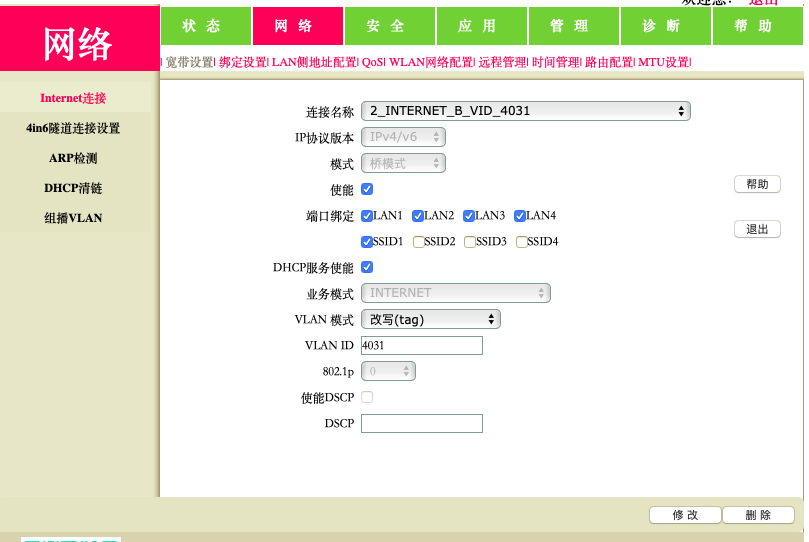 欢迎您! 退出
网络
状态 网络 安全 应用 管理 诊断 帮助
| 宽带设置| 绑定设置| LAN侧地址配置| QoS| WLAN网络配置| 远程管理| 时间管理| 路由配置| MTU设置|
Internet连接
4in6隧道连接设置
ARP检测
DHCP清链
组播VLAN
连接名称 2_INTERNET_B_VID_4031
IP协议版本 IPv4/v6
模式 桥模式
使能
端口绑定 LAN1 LAN2 LAN3 LAN4
SSID1 SSID2 SSID3 SSID4
DHCP服务使能
业务模式 INTERNET
VLAN 模式 改写(tag)
VLAN ID 4031
802.1p 0
使能DSCP
DSCP
帮助
退出
修改 删除